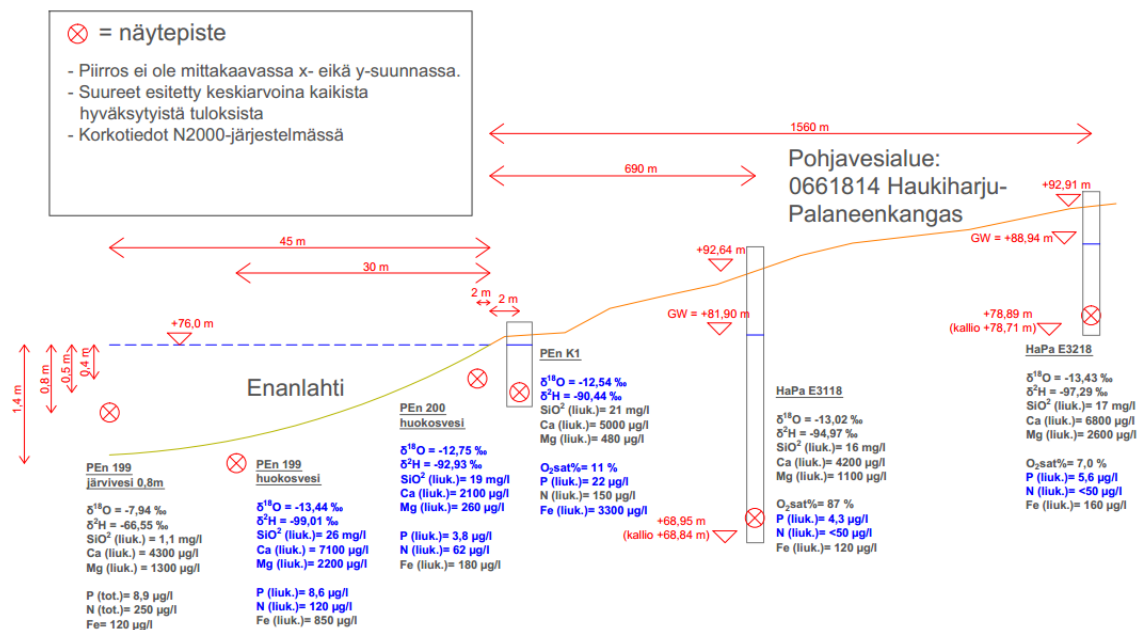 = näytepiste
- Piirros ei ole mittakaavassa x- eikä y-suunnassa.
- Suureet esitetty keskiarvoina kaikista
hyväksytyistä tuloksista
- Korkotiedot N2000-järjestelmässä
1560 m
690 m
Pohjavesialue:
0661814 Haukiharju-
Palaneenkangas
+92,91 m
GW = +88,94 m
+78,89 m
(kallio +78,71 m)
45 m
30 m
2 m
2 m
+92,64 m
GW = +81,90 m
+76,0 m
1,4 m
0,8 m
0,5 m
0,4 m
Enanlahti
+68,95 m
(kallio +68,84 m)
PEn 199
järvivesi 0,8m
δ¹⁸O = -7,94 ‰
δ²H = -66,55 ‰
SiO² (liuk.) = 1,1 mg/l
Ca (liuk.)= 4300 µg/l
Mg (liuk.)= 1300 µg/l
P (tot.)= 8,9 µg/l
N (tot.)= 250 µg/l
Fe= 120 µg/l
PEn 199
huokosvesi
δ¹⁸O = -13,44 ‰
δ²H = -99,01 ‰
SiO² (liuk.)= 26 mg/l
Ca (liuk.)= 7100 µg/l
Mg (liuk.)= 2200 µg/l
P (liuk.)= 8,6 µg/l
N (liuk.)= 120 µg/l
Fe (liuk.)= 850 µg/l
PEn 200
huokosvesi
δ¹⁸O = -12,75 ‰
δ²H = -92,93 ‰
SiO² (liuk.)= 19 mg/l
Ca (liuk.)= 2100 µg/l
Mg (liuk.)= 260 µg/l
P (liuk.)= 3,8 µg/l
N (liuk.)= 62 µg/l
Fe (liuk.)= 180 µg/l
PEn K1
δ¹⁸O = -12,54 ‰
δ²H = -90,44 ‰
SiO² (liuk.)= 21 mg/l
Ca (liuk.)= 5000 µg/l
Mg (liuk.)= 480 µg/l
O₂sat%= 11 %
P (liuk.)= 22 µg/l
N (liuk.)= 150 µg/l
Fe (liuk.)= 3300 µg/l
HaPa E3118
δ¹⁸O = -13,02 ‰
δ²H = -94,97 ‰
SiO² (liuk.)= 16 mg/l
Ca (liuk.)= 4200 µg/l
Mg (liuk.)= 1100 µg/l
O₂sat%= 87 %
P (liuk.)= 4,3 µg/l
N (liuk.)= <50 µg/l
Fe (liuk.)= 120 µg/l
HaPa E3218
δ¹⁸O = -13,43 ‰
δ²H = -97,29 ‰
SiO² (liuk.)= 17 mg/l
Ca (liuk.)= 6800 µg/l
Mg (liuk.)= 2600 µg/l
O₂sat%= 7,0 %
P (liuk.)= 5,6 µg/l
N (liuk.)= <50 µg/l
Fe (liuk.)= 160 µg/l